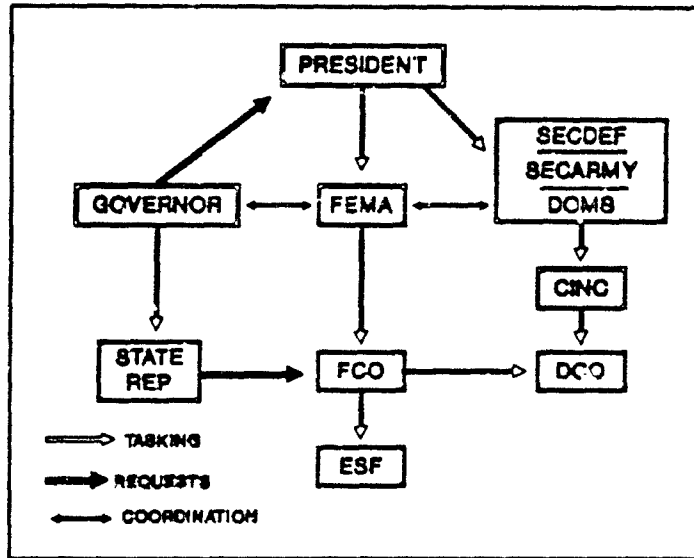 PRESIDENT
SECDEF
SECARMY
DOMS
GOVERNOR
FEMA
CINC
STATE
REP
FCO
DCO
ESF
TASKING
REQUESTS
COORDINATION